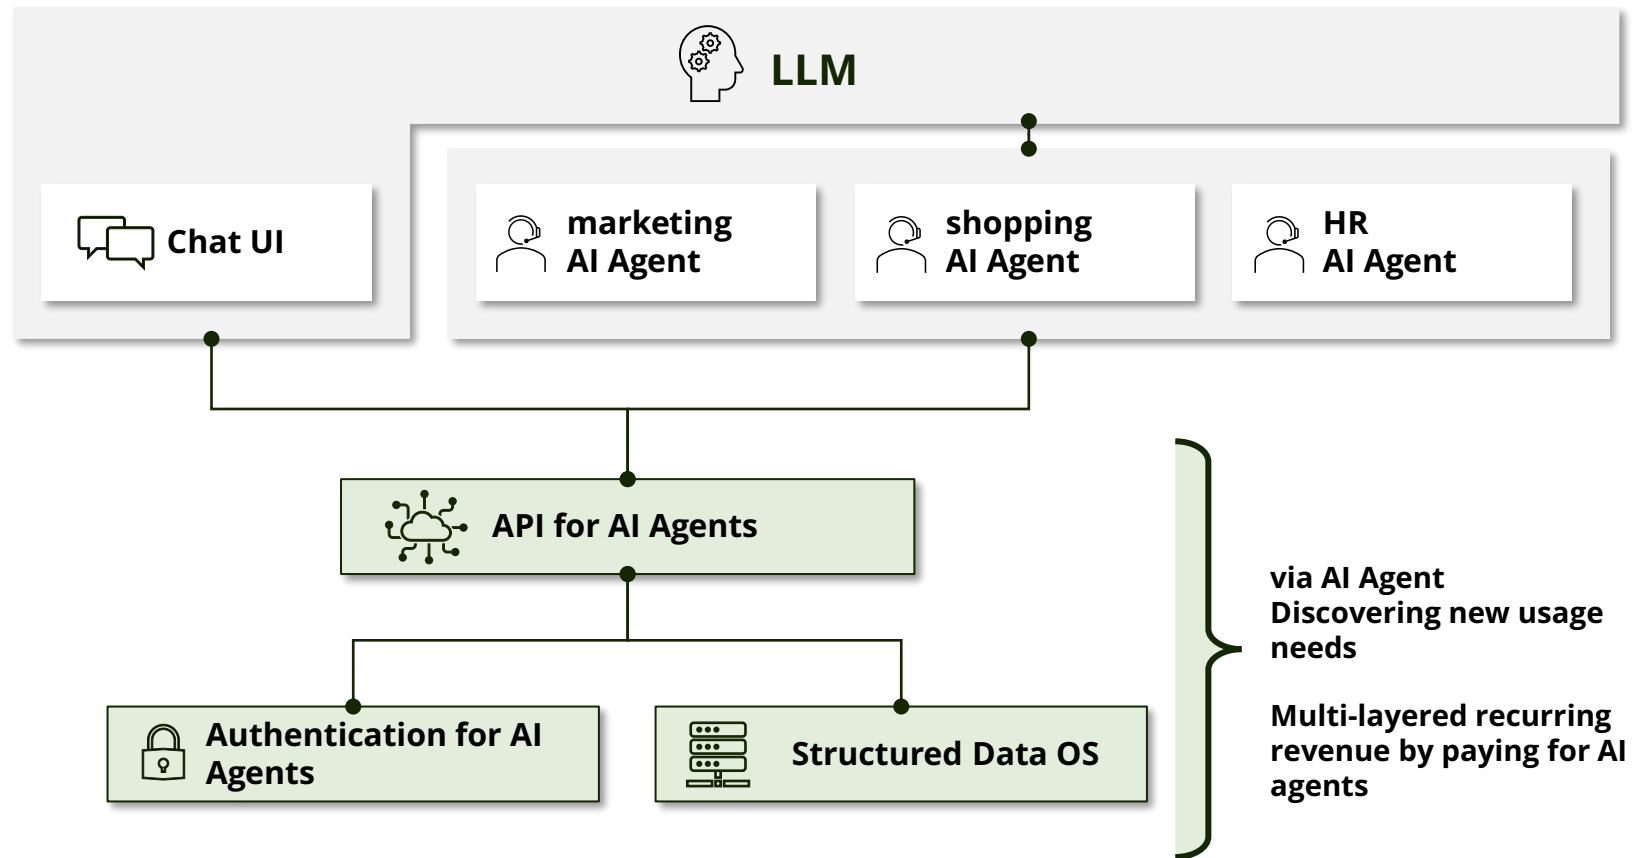 LLM
Chat UI
marketing
AI Agent
shopping
AI Agent
HR
AI Agent
API for AI Agents
Authentication for AI
Agents
Structured Data OS
via AI Agent
Discovering new usage
needs
Multi-layered recurring
revenue by paying for AI
agents